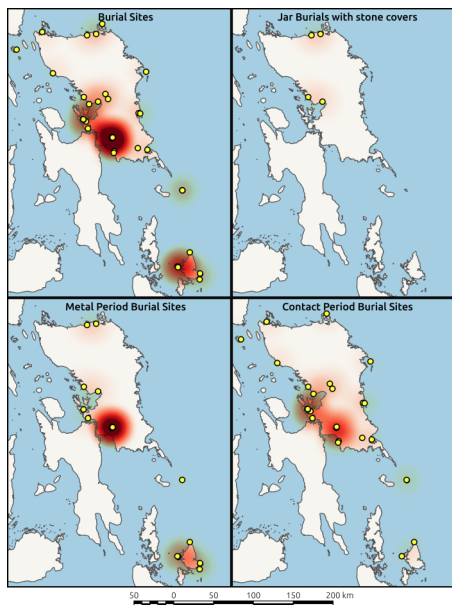 Burial Sites
Jar Burials with stone covers
Metal Period Burial Sites
Contact Period Burial Sites
50 0 50 100 150 200 km